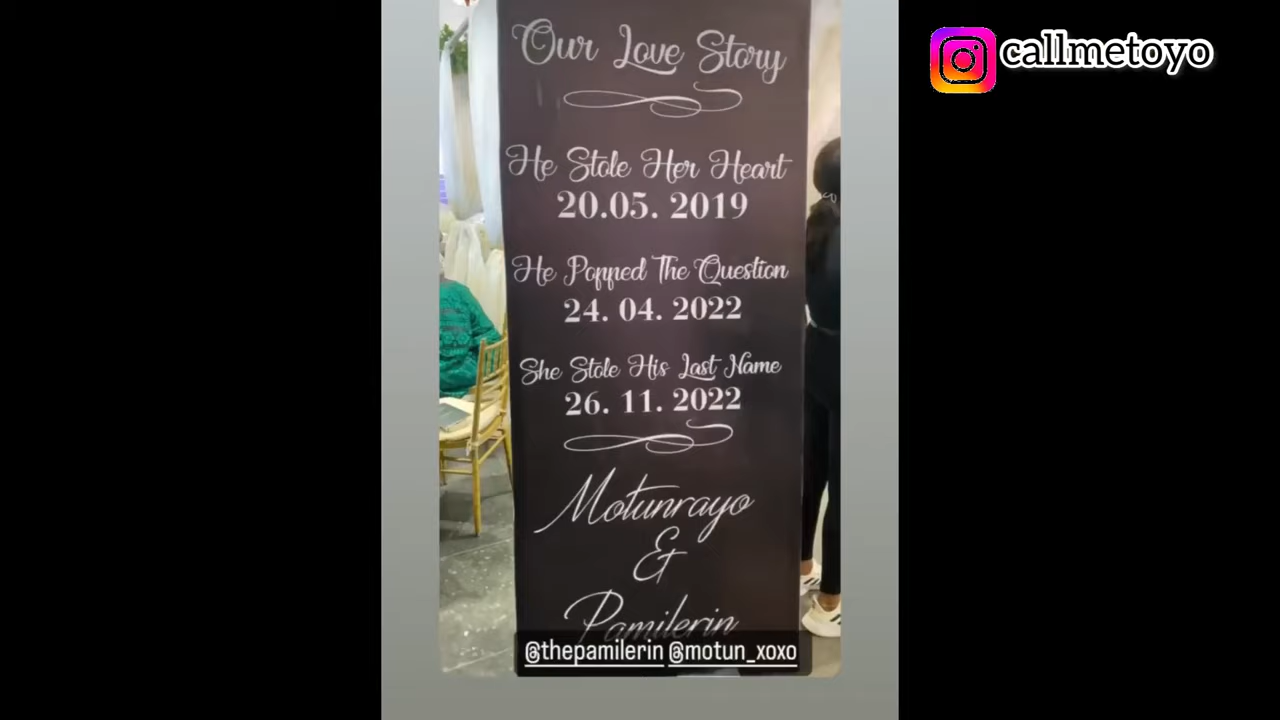 callmetoyo
Our Love Story
He Stole Her Heart
20.05. 2019
He Popped The Question
24. 04. 2022
She Stole His Last Name
26. 11. 2022
Motunrayo
&
Pamilerin
@thepamilerin @motun_xoxo